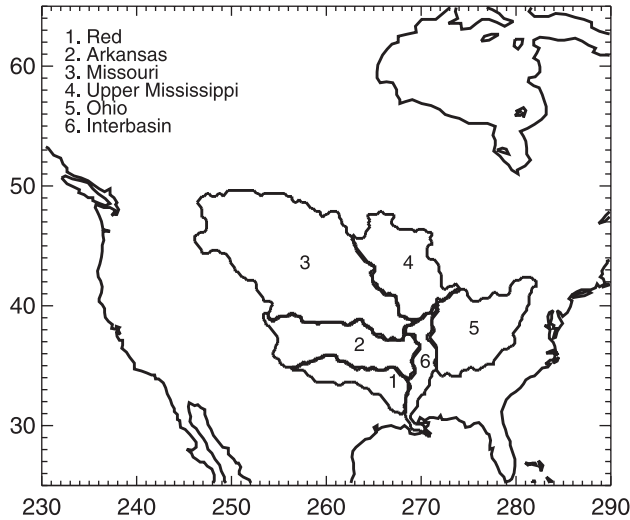 1. Red
2. Arkansas
3. Missouri
4. Upper Mississippi
5. Ohio
6. Interbasin
60
50
40
30
3
4
5
2
6
1
230 240 250 260 270 280 290